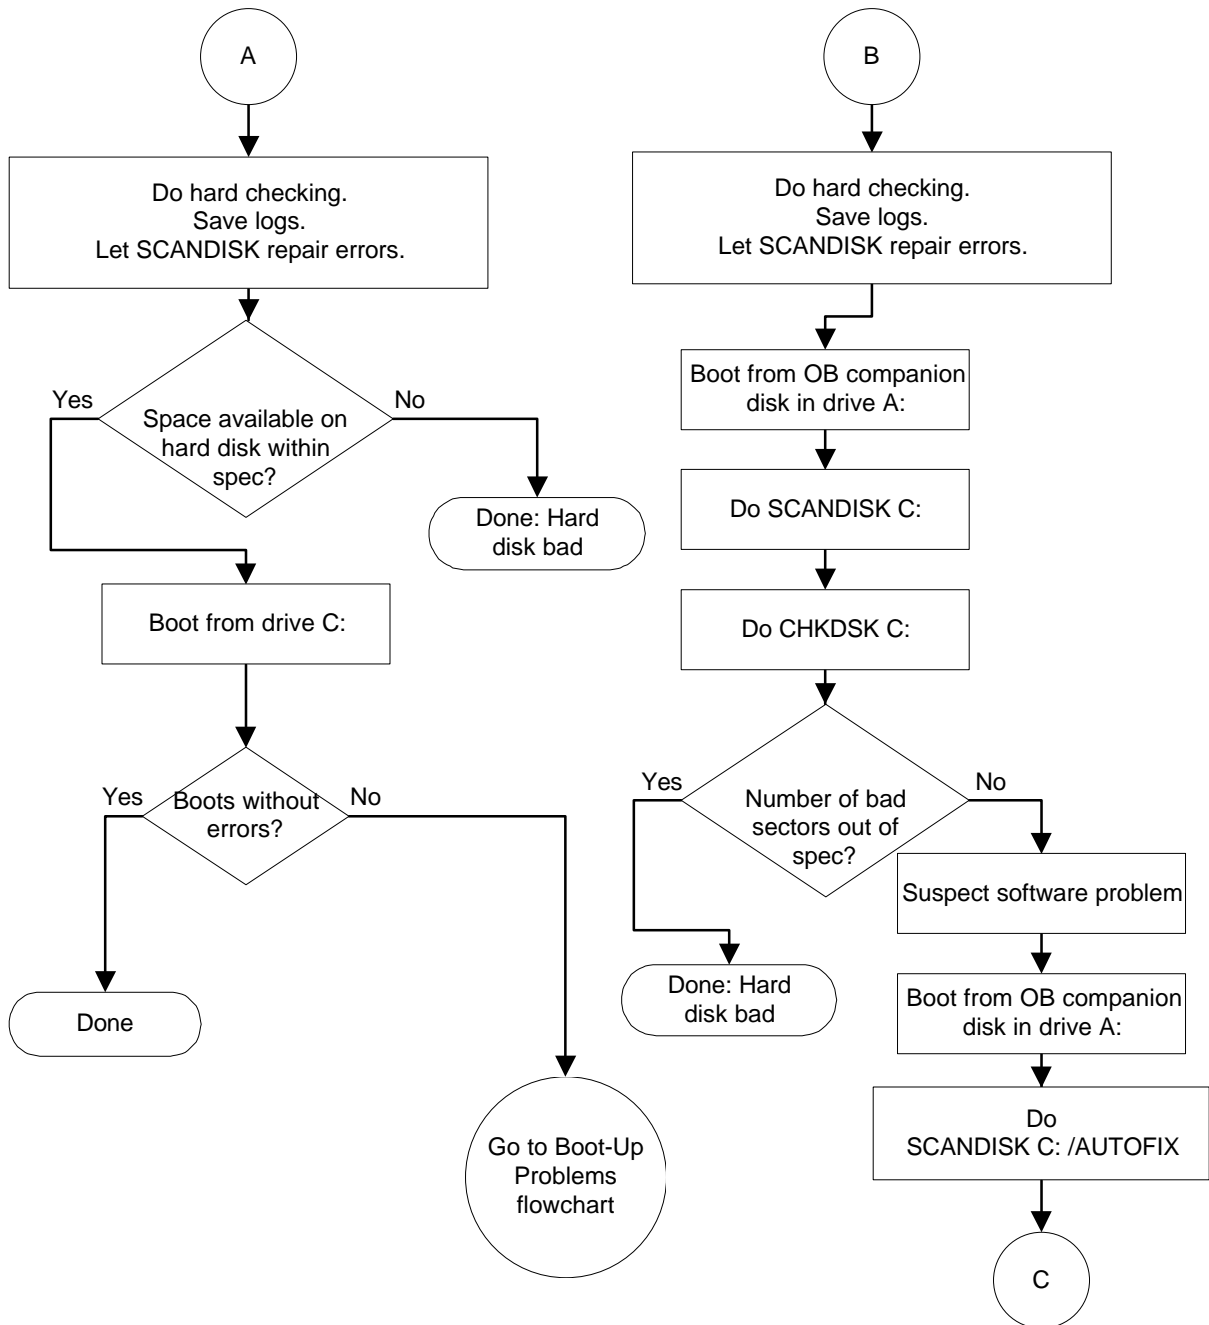 A
Do hard checking.
Save logs.
Let SCANDISK repair errors.
Yes
No
Space available on
hard disk within
spec?
Done: Hard
disk bad
Boot from drive C:
Yes
Boots without
errors?
No
Done
Go to Boot-Up
Problems
flowchart
B
Do hard checking.
Save logs.
Let SCANDISK repair errors.
Boot from OB companion
disk in drive A:
Do SCANDISK C:
Do CHKDSK C:
Yes
No
Number of bad
sectors out of
spec?
Suspect software problem
Done: Hard
disk bad
Boot from OB companion
disk in drive A:
Do
SCANDISK C: /AUTOFIX
C